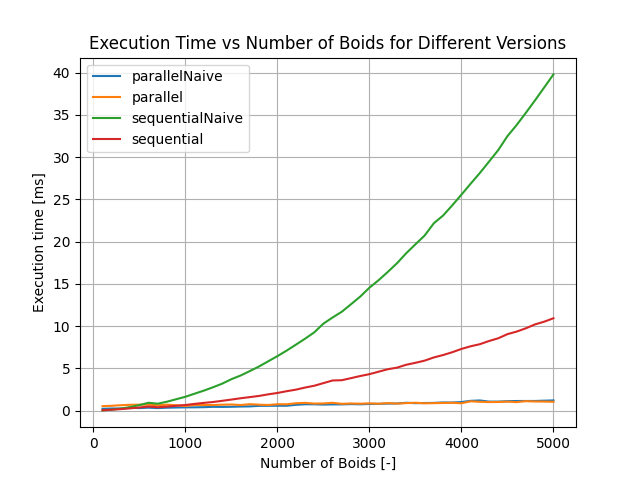 Execution Time vs Number of Boids for Different Versions
parallelNaive
parallel
sequentialNaive
sequential
40
35
30
25
20
15
10
5
0
Execution time [ms]
0 1000 2000 3000 4000 5000
Number of Boids [-]